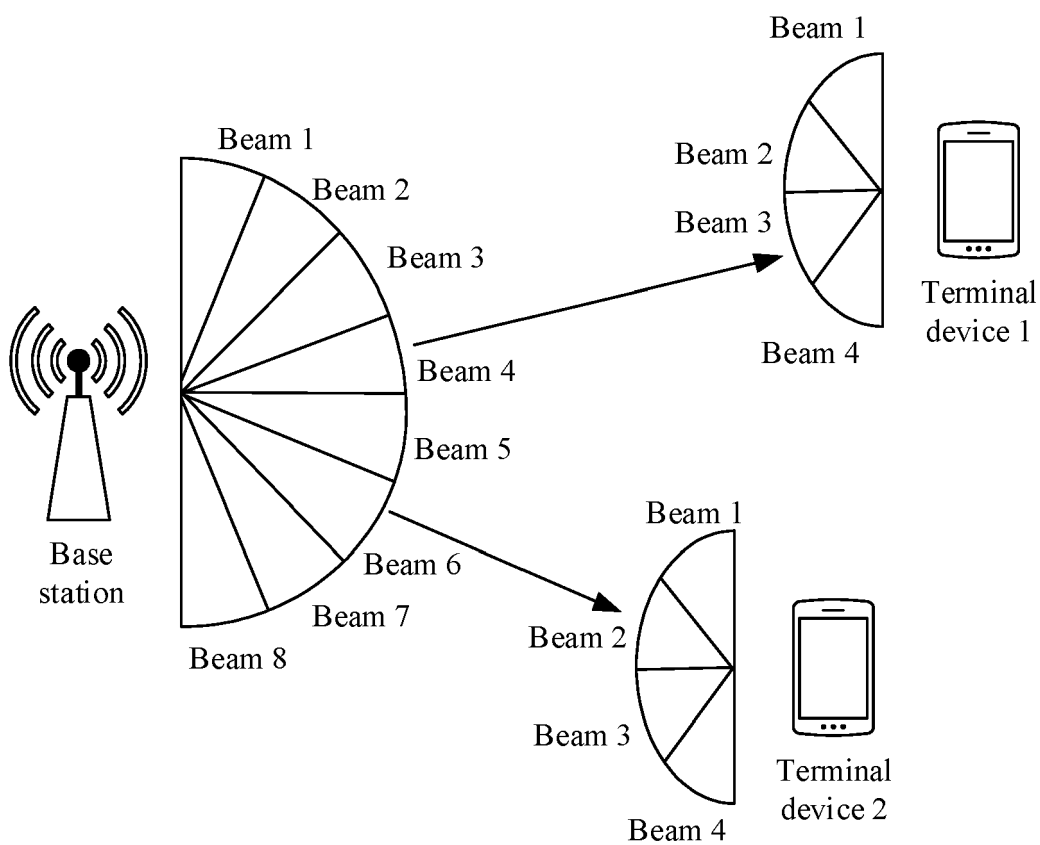 Beam 1
Beam 2
Beam 3
Beam 4
Beam 5
Beam 6
Beam 7
Beam 8
Base
station
Beam 1
Beam 2
Beam 3
Beam 4
Terminal
device 1
Beam 1
Beam 2
Beam 3
Beam 4
Terminal
device 2